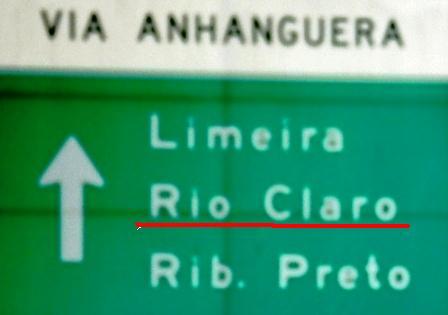 VIA ANHANGUERA
Limeira
Rio Claro
Rib. Preto